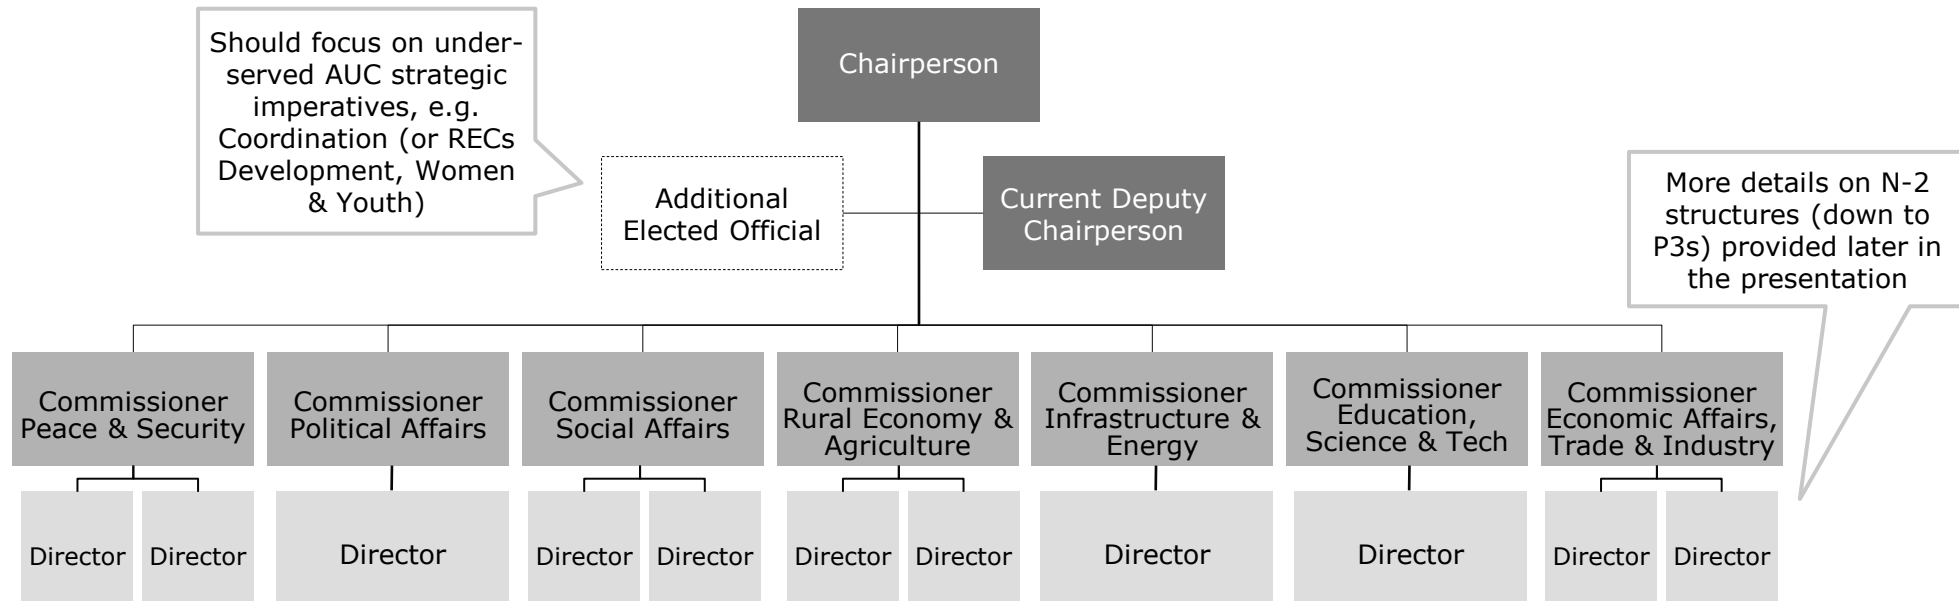 Should focus on under-
served AUC strategic
imperatives, e.g.
Coordination (or RECs
Development, Women
& Youth)
Chairperson
Additional
Elected Official
Current Deputy
Chairperson
More details on N-2
structures (down to
P3s) provided later in
the presentation
Commissioner
Peace & Security
Commissioner
Political Affairs
Commissioner
Social Affairs
Commissioner
Rural Economy &
Agriculture
Commissioner
Infrastructure &
Energy
Commissioner
Education,
Science & Tech
Commissioner
Economic Affairs,
Trade & Industry
Director
Director
Director
Director
Director
Director
Director
Director
Director
Director
Director